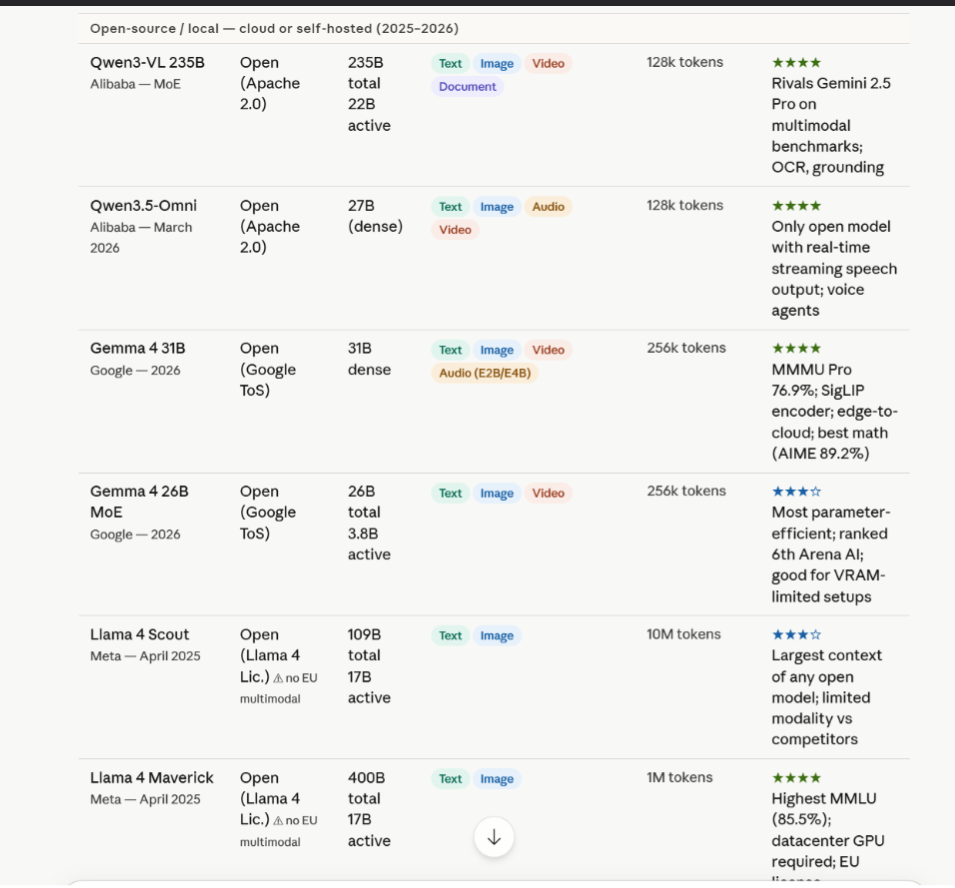 Open-source / local — cloud or self-hosted (2025–2026)
Qwen3-VL 235B
Alibaba — MoE
Open
(Apache
2.0)
235B
total
22B
active
Text Image Video
Document
128k tokens
★★★★
Rivals Gemini 2.5
Pro on
multimodal
benchmarks;
OCR, grounding
Qwen3.5-Omni
Alibaba — March
2026
Open
(Apache
2.0)
27B
(dense)
Text Image Audio
Video
128k tokens
★★★★
Only open model
with real-time
streaming speech
output; voice
agents
Gemma 4 31B
Google — 2026
Open
(Google
ToS)
31B
dense
Text Image Video
Audio (E2B/E4B)
256k tokens
★★★★
MMMU Pro
76.9%; SigLIP
encoder; edge-to-
cloud; best math
(AIME 89.2%)
Gemma 4 26B
MoE
Google — 2026
Open
(Google
ToS)
26B
total
3.8B
active
Text Image Video
256k tokens
★★★☆
Most parameter-
efficient; ranked
6th Arena AI;
good for VRAM-
limited setups
Llama 4 Scout
Meta — April 2025
Open
(Llama 4
Lic.) ⚠ no EU
multimodal
109B
total
17B
active
Text Image
10M tokens
★★★☆
Largest context
of any open
model; limited
modality vs
competitors
Llama 4 Maverick
Meta — April 2025
Open
(Llama 4
Lic.) ⚠ no EU
multimodal
400B
total
17B
active
Text Image
1M tokens
★★★★
Highest MMLU
(85.5%);
datacenter GPU
required; EU